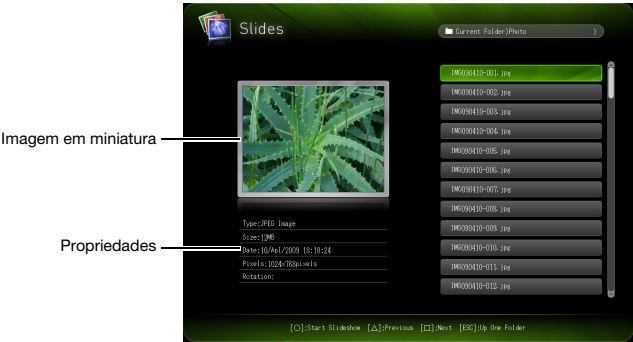 Slides
Current Folder)Photo
Imagem em miniatura
Propriedades
Type:JPEG Image
Size:12MB
Date:10/Apl/2009 18:18:24
Pixels:1024x768pixels
Rotation:
IMG090410-001.jpg
IMG090410-002.jpg
IMG090410-003.jpg
IMG090410-004.jpg
IMG090410-005.jpg
IMG090410-006.jpg
IMG090410-007.jpg
IMG090410-008.jpg
IMG090410-009.jpg
IMG090410-010.jpg
IMG090410-011.jpg
IMG090410-012.jpg
[○]:Start Slideshow [△]:Previous [□]:Next [ESC]:Up One Folder